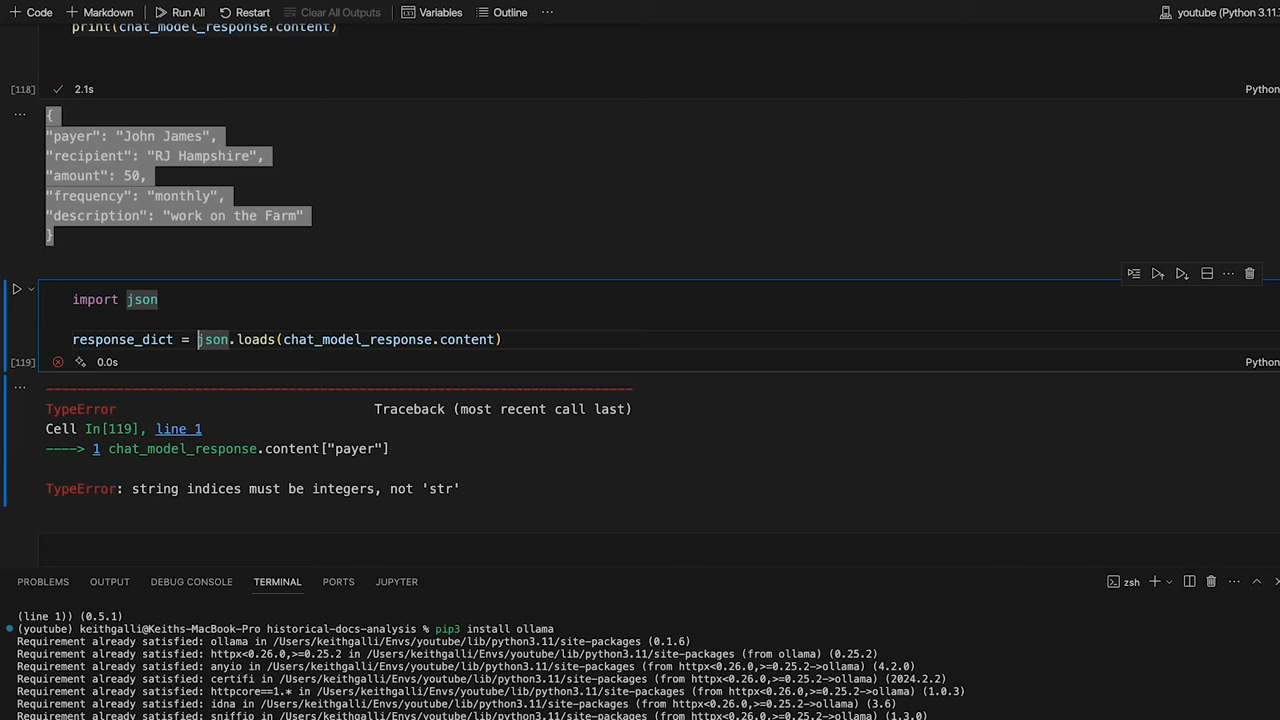 Code Markdown Run All Restart Clear All Outputs Variables Outline ··· youtube (Python 3.11.
print(chat_model_response.content)
[118] 2.1s Python
...
{
"payer": "John James",
"recipient": "RJ Hampshire",
"amount": 50,
"frequency": "monthly",
"description": "work on the Farm"
}
import json
response_dict = json.loads(chat_model_response.content)
[119] 0.0s Python
...
TypeError Traceback (most recent call last)
Cell In[119], line 1
----> 1 chat_model_response.content["payer"]
TypeError: string indices must be integers, not 'str'
PROBLEMS OUTPUT DEBUG CONSOLE TERMINAL PORTS JUPYTER zsh
(line 1)) (0.5.1)
(youtube) keithgalli@Keiths-MacBook-Pro historical-docs-analysis % pip3 install ollama
Requirement already satisfied: ollama in /Users/keithgalli/Envs/youtube/lib/python3.11/site-packages (0.1.6)
Requirement already satisfied: httpx<0.26.0,>=0.25.2 in /Users/keithgalli/Envs/youtube/lib/python3.11/site-packages (from ollama) (0.25.2)
Requirement already satisfied: anyio in /Users/keithgalli/Envs/youtube/lib/python3.11/site-packages (from httpx<0.26.0,>=0.25.2->ollama) (4.2.0)
Requirement already satisfied: certifi in /Users/keithgalli/Envs/youtube/lib/python3.11/site-packages (from httpx<0.26.0,>=0.25.2->ollama) (2024.2.2)
Requirement already satisfied: httpcore==1.* in /Users/keithgalli/Envs/youtube/lib/python3.11/site-packages (from httpx<0.26.0,>=0.25.2->ollama) (1.0.3)
Requirement already satisfied: idna in /Users/keithgalli/Envs/youtube/lib/python3.11/site-packages (from httpx<0.26.0,>=0.25.2->ollama) (3.6)
Requirement already satisfied: sniffio in /Users/keithgalli/Envs/youtube/lib/python3.11/site-packages (from httpx<0.26.0,>=0.25.2->ollama) (1.3.0)